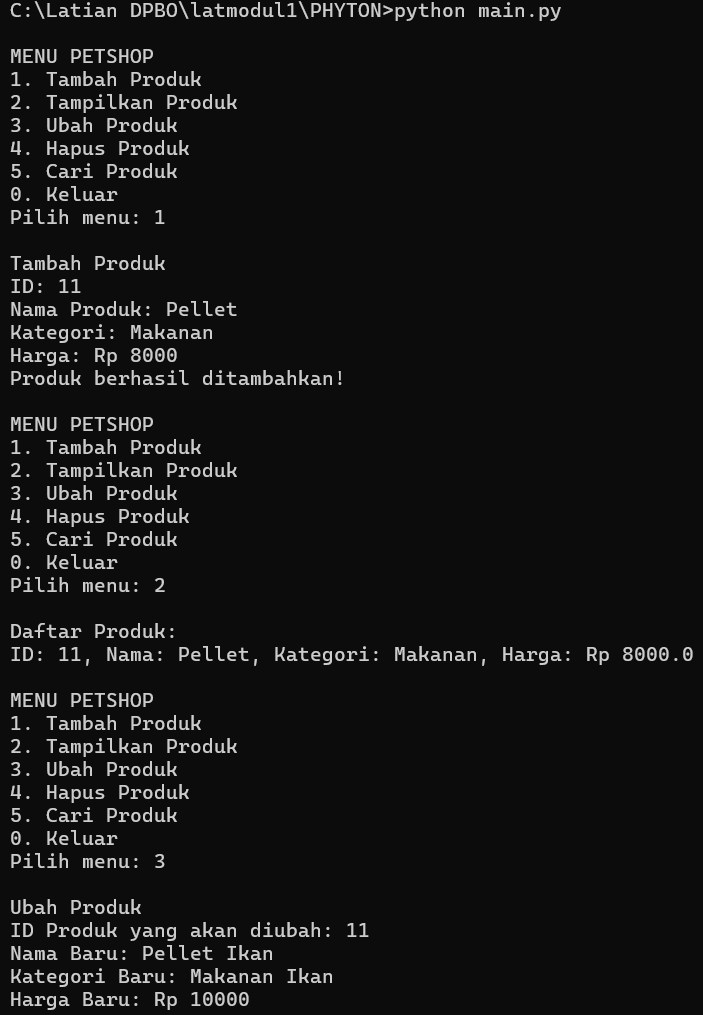 C:\Latian DPBO\latmodul1\PHYTON>python main.py
MENU PETSHOP
1. Tambah Produk
2. Tampilkan Produk
3. Ubah Produk
4. Hapus Produk
5. Cari Produk
0. Keluar
Pilih menu: 1
Tambah Produk
ID: 11
Nama Produk: Pellet
Kategori: Makanan
Harga: Rp 8000
Produk berhasil ditambahkan!
MENU PETSHOP
1. Tambah Produk
2. Tampilkan Produk
3. Ubah Produk
4. Hapus Produk
5. Cari Produk
0. Keluar
Pilih menu: 2
Daftar Produk:
ID: 11, Nama: Pellet, Kategori: Makanan, Harga: Rp 8000.0
MENU PETSHOP
1. Tambah Produk
2. Tampilkan Produk
3. Ubah Produk
4. Hapus Produk
5. Cari Produk
0. Keluar
Pilih menu: 3
Ubah Produk
ID Produk yang akan diubah: 11
Nama Baru: Pellet Ikan
Kategori Baru: Makanan Ikan
Harga Baru: Rp 10000